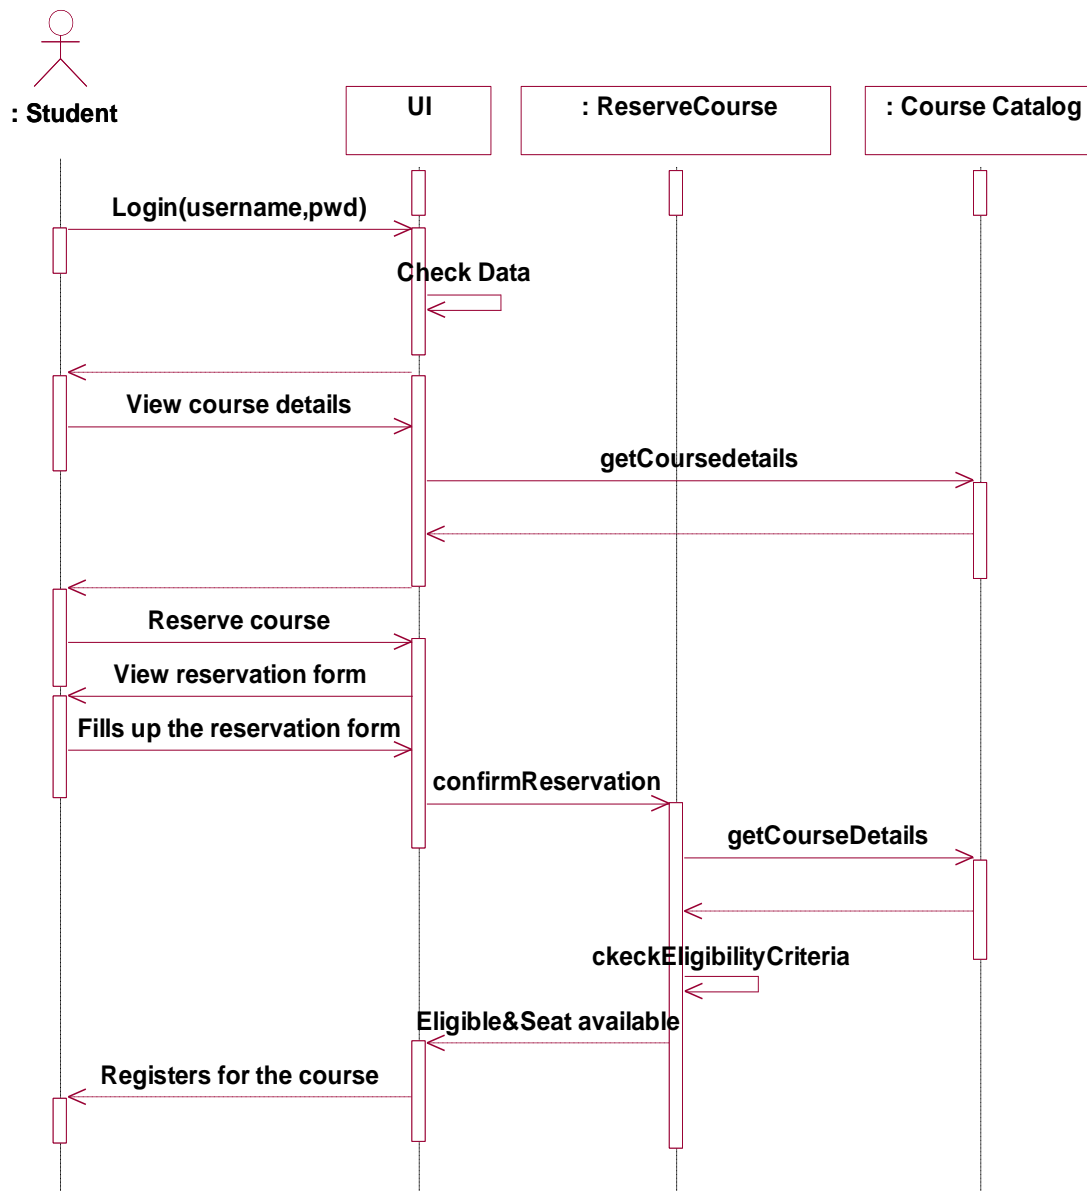 : Student
UI
: ReserveCourse
: Course Catalog
Login(username,pwd)
Check Data
View course details
getCoursedetails
Reserve course
View reservation form
Fills up the reservation form
confirmReservation
getCourseDetails
ckeckEligibilityCriteria
Eligible&Seat available
Registers for the course